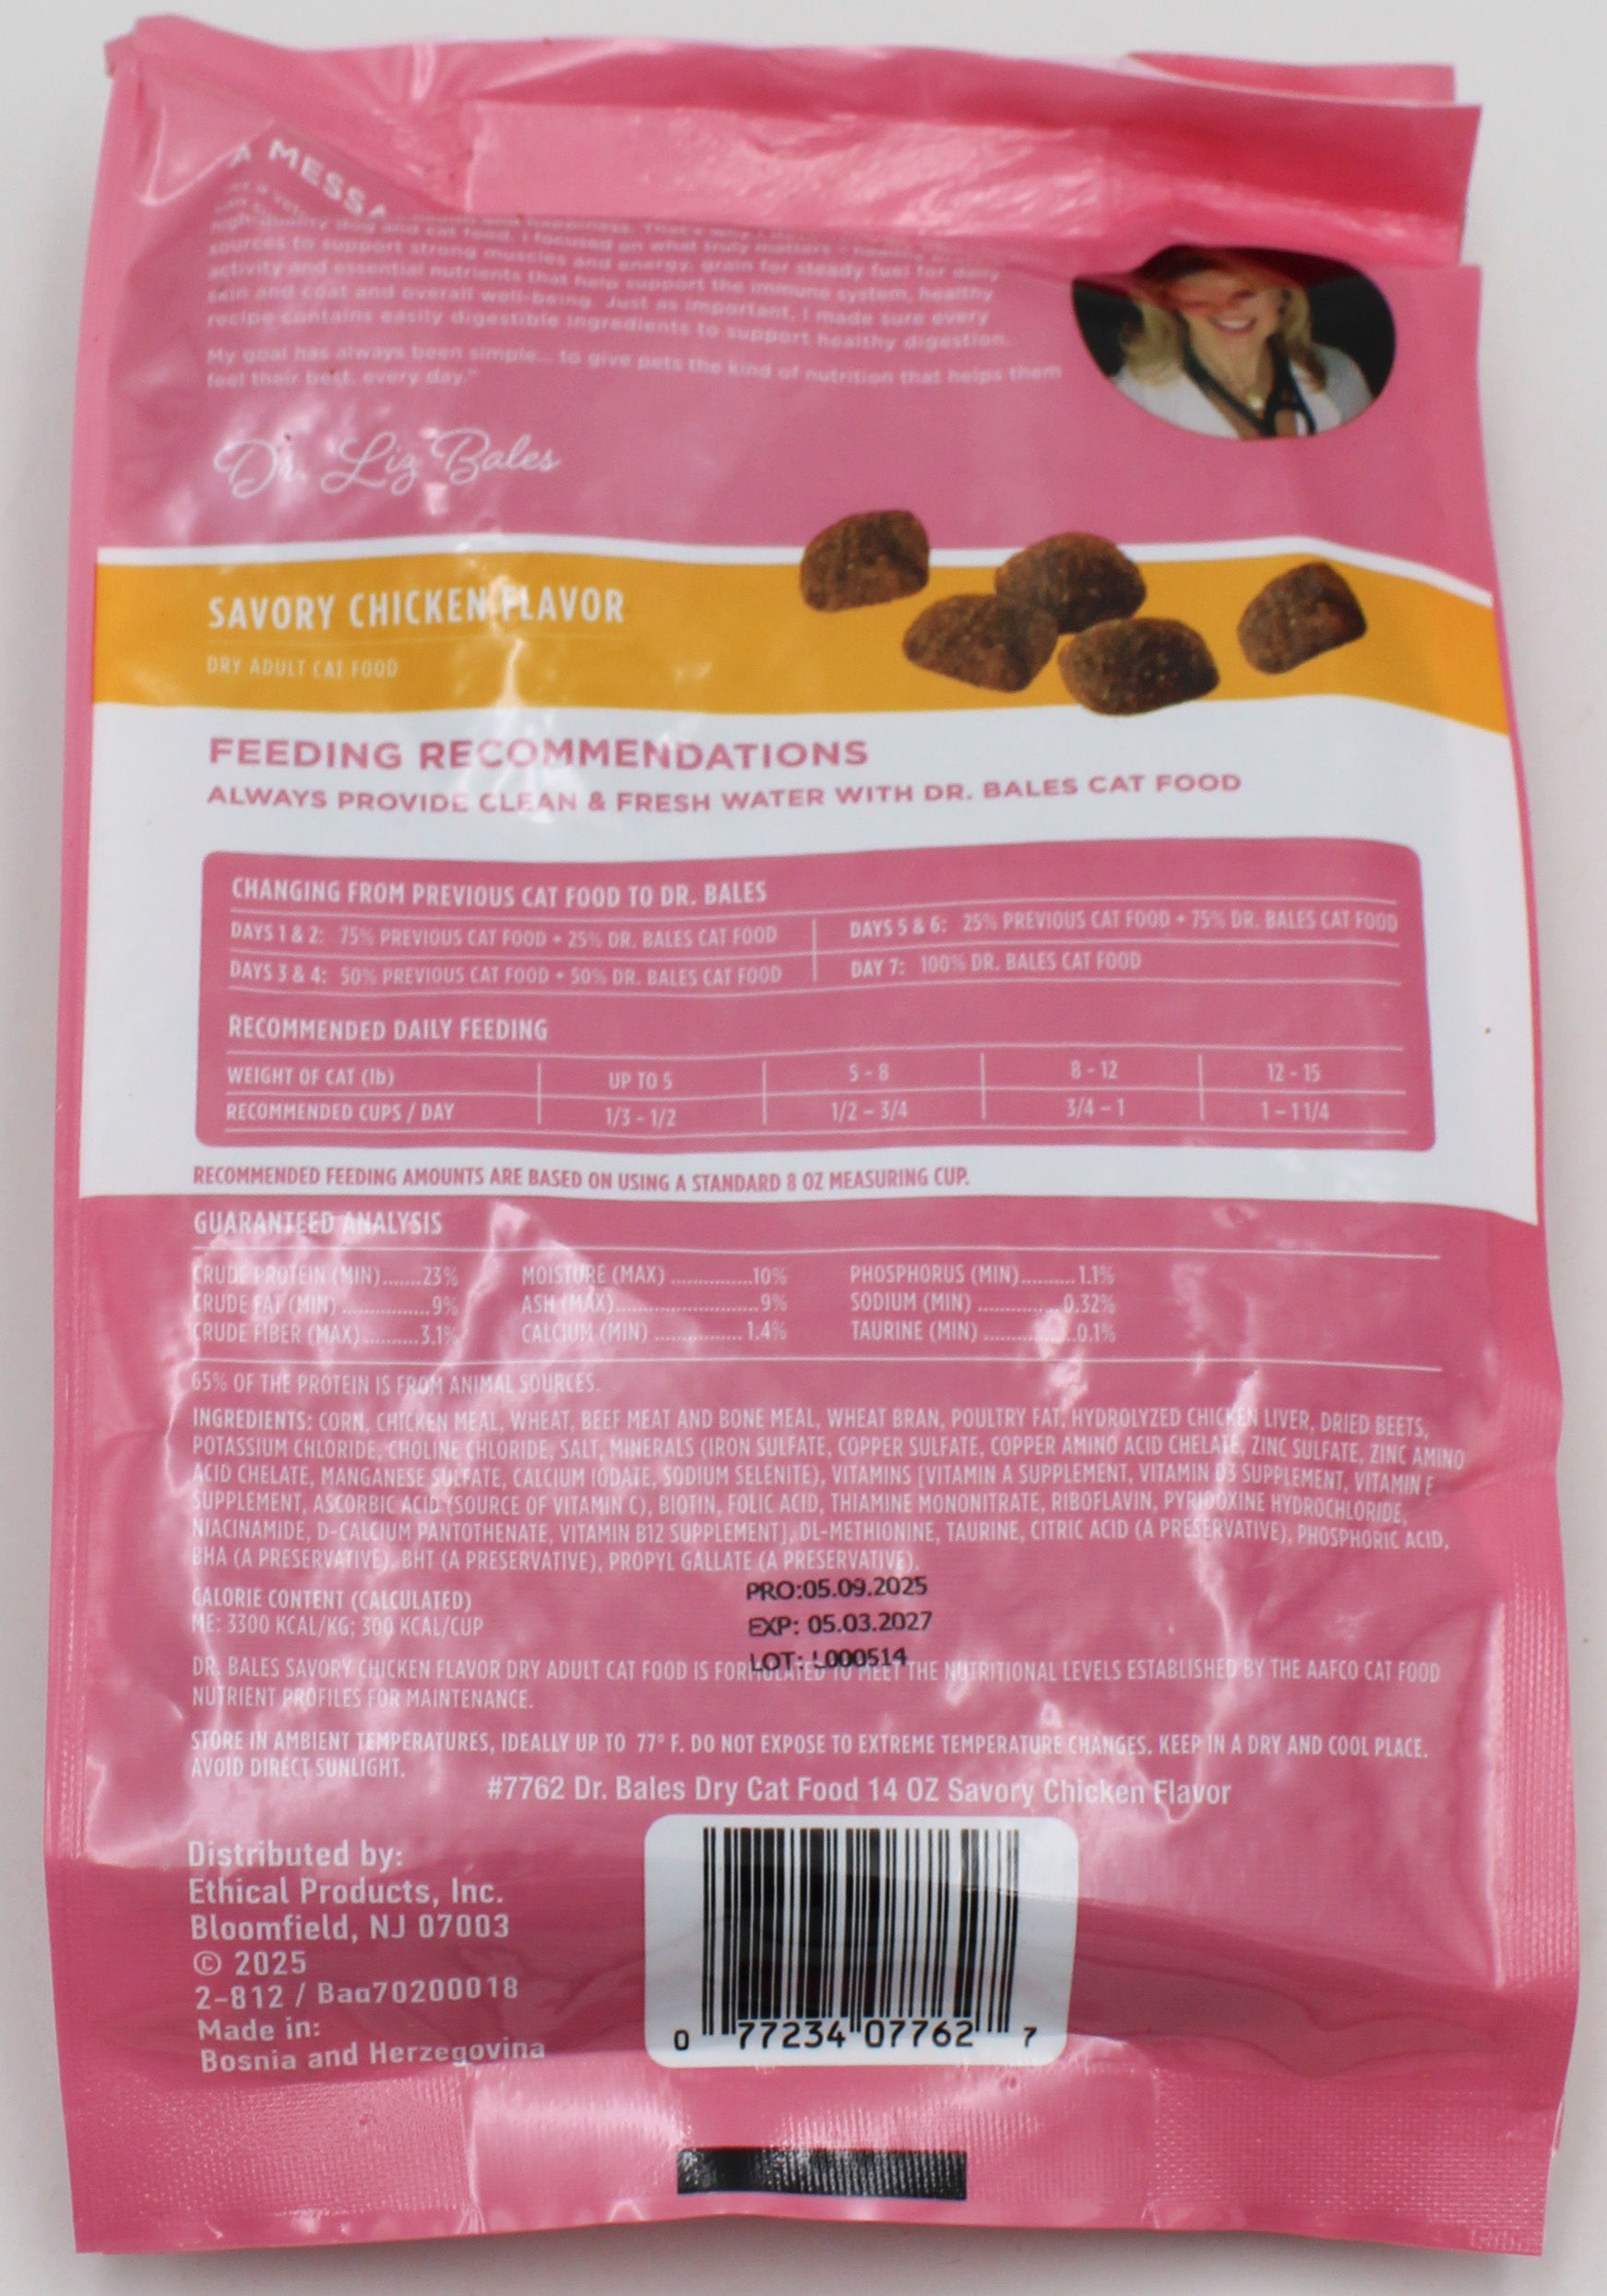 A MESSA
high-quality dog and cat food. I focused on what truly matters -
sources to support strong muscles and energy, grain for steady fuel for daily
activity and essential nutrients that help support the immune system, healthy
skin and coat and overall well-being. Just as important, I made sure every
recipe contains easily digestible ingredients to support healthy digestion.
My goal has always been simple... to give pets the kind of nutrition that helps them
feel their best, every day."
Dr. Liz Bales
SAVORY CHICKEN FLAVOR
DRY ADULT CAT FOOD
FEEDING RECOMMENDATIONS
ALWAYS PROVIDE CLEAN & FRESH WATER WITH DR. BALES CAT FOOD
CHANGING FROM PREVIOUS CAT FOOD TO DR. BALES
DAYS 1 & 2: 75% PREVIOUS CAT FOOD + 25% DR. BALES CAT FOOD
DAYS 3 & 4: 50% PREVIOUS CAT FOOD + 50% DR. BALES CAT FOOD
DAYS 5 & 6: 25% PREVIOUS CAT FOOD + 75% DR. BALES CAT FOOD
DAY 7: 100% DR. BALES CAT FOOD
RECOMMENDED DAILY FEEDING
WEIGHT OF CAT (lb) UP TO 5 5 - 8 8 - 12 12 - 15
RECOMMENDED CUPS / DAY 1/3 - 1/2 1/2 - 3/4 3/4 - 1 1 - 1 1/4
RECOMMENDED FEEDING AMOUNTS ARE BASED ON USING A STANDARD 8 OZ MEASURING CUP.
GUARANTEED ANALYSIS
CRUDE PROTEIN (MIN).......23% MOISTURE (MAX) ...............10% PHOSPHORUS (MIN)..........1.1%
CRUDE FAT (MIN) ................9% ASH (MAX)..........................9% SODIUM (MIN) ...............0.32%
CRUDE FIBER (MAX)..........3.1% CALCIUM (MIN) ................1.4% TAURINE (MIN) ................0.1%
65% OF THE PROTEIN IS FROM ANIMAL SOURCES.
INGREDIENTS: CORN, CHICKEN MEAL, WHEAT, BEEF MEAT AND BONE MEAL, WHEAT BRAN, POULTRY FAT, HYDROLYZED CHICKEN LIVER, DRIED BEETS,
POTASSIUM CHLORIDE, CHOLINE CHLORIDE, SALT, MINERALS (IRON SULFATE, COPPER SULFATE, COPPER AMINO ACID CHELATE, ZINC SULFATE, ZINC AMINO
ACID CHELATE, MANGANESE SULFATE, CALCIUM IODATE, SODIUM SELENITE), VITAMINS [VITAMIN A SUPPLEMENT, VITAMIN D3 SUPPLEMENT, VITAMIN E
SUPPLEMENT, ASCORBIC ACID (SOURCE OF VITAMIN C), BIOTIN, FOLIC ACID, THIAMINE MONONITRATE, RIBOFLAVIN, PYRIDOXINE HYDROCHLORIDE,
NIACINAMIDE, D-CALCIUM PANTOTHENATE, VITAMIN B12 SUPPLEMENT], DL-METHIONINE, TAURINE, CITRIC ACID (A PRESERVATIVE), PHOSPHORIC ACID,
BHA (A PRESERVATIVE), BHT (A PRESERVATIVE), PROPYL GALLATE (A PRESERVATIVE).
CALORIE CONTENT (CALCULATED)
ME: 3300 KCAL/KG; 300 KCAL/CUP
PRO:05.09.2025
EXP: 05.03.2027
LOT: L000514
DR. BALES SAVORY CHICKEN FLAVOR DRY ADULT CAT FOOD IS FORMULATED TO MEET THE NUTRITIONAL LEVELS ESTABLISHED BY THE AAFCO CAT FOOD
NUTRIENT PROFILES FOR MAINTENANCE.
STORE IN AMBIENT TEMPERATURES, IDEALLY UP TO 77° F. DO NOT EXPOSE TO EXTREME TEMPERATURE CHANGES. KEEP IN A DRY AND COOL PLACE.
AVOID DIRECT SUNLIGHT.
#7762 Dr. Bales Dry Cat Food 14 OZ Savory Chicken Flavor
Distributed by:
Ethical Products, Inc.
Bloomfield, NJ 07003
© 2025
2-812 / Baa70200018
Made in:
Bosnia and Herzegovina
0 77234 07762 7